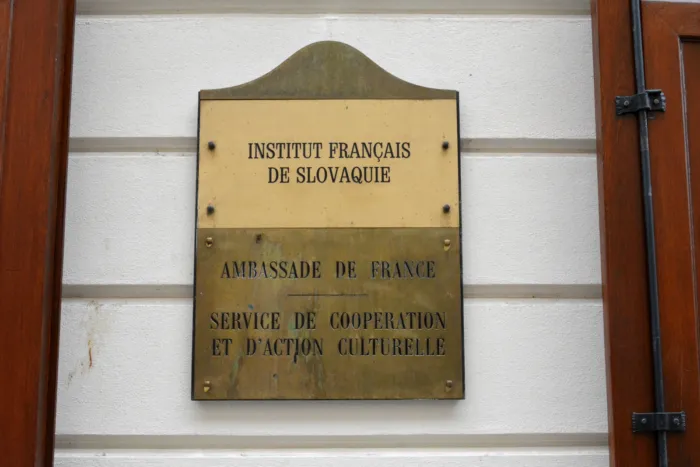 INSTITUT FRANÇAIS
DE SLOVAQUIE
AMBASSADE DE FRANCE
SERVICE DE COOPERATION
ET D'ACTION CULTURELLE